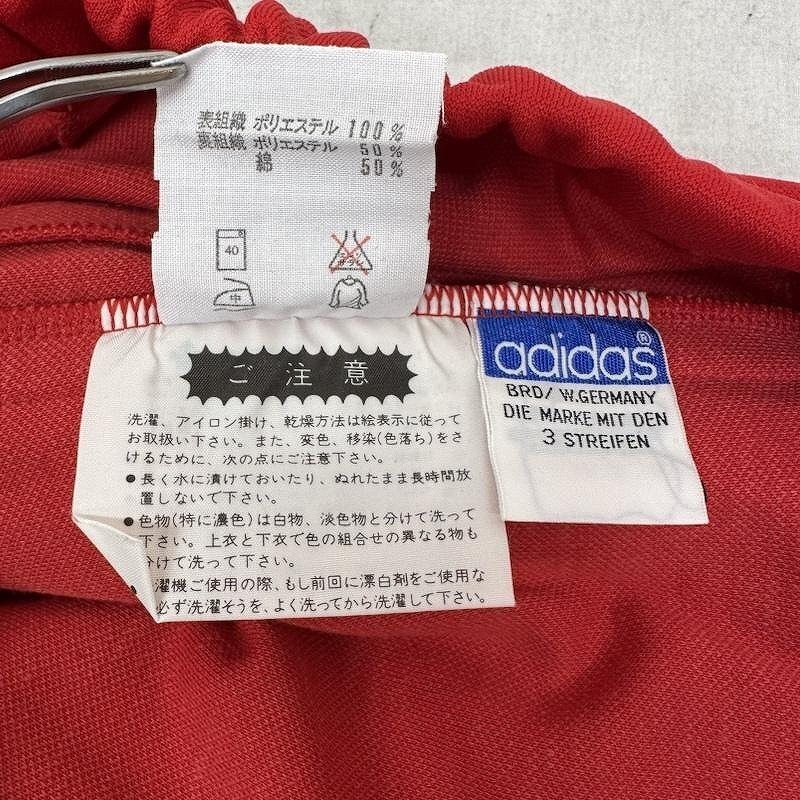 表組織 ポリエステル 100%
裏組織 ポリエステル 50%
綿 50%
40
エンソ
サラシ
中
ご注意
洗濯、アイロン掛け、乾燥方法は絵表示に従って
お取扱い下さい。また、変色、移染(色落ち)をさ
けるために、次の点にご注意下さい。
●長く水に漬けておいたり、ぬれたまま長時間放
置しないで下さい。
●色物(特に濃色)は白物、淡色物と分けて洗って
下さい。上衣と下衣で色の組合せの異なる物も
分けて洗って下さい。
濯機ご使用の際、もし前回に漂白剤をご使用な
必ず洗濯そうを、よく洗ってから洗濯して下さい。
adidas®
BRD/ W.GERMANY
DIE MARKE MIT DEN
3 STREIFEN